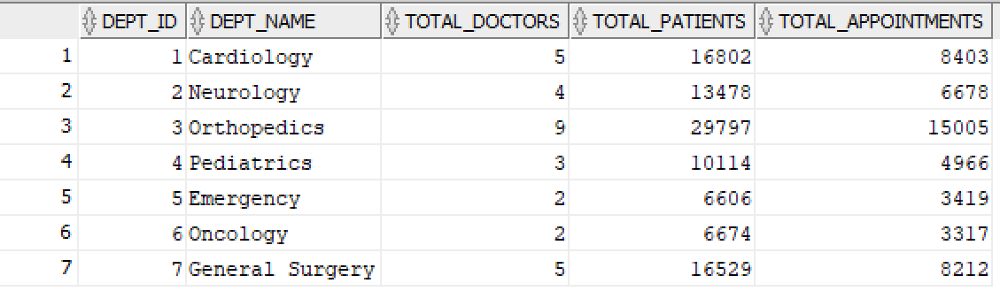 DEPT_ID DEPT_NAME TOTAL_DOCTORS TOTAL_PATIENTS TOTAL_APPOINTMENTS
1 1 Cardiology 5 16802 8403
2 2 Neurology 4 13478 6678
3 3 Orthopedics 9 29797 15005
4 4 Pediatrics 3 10114 4966
5 5 Emergency 2 6606 3419
6 6 Oncology 2 6674 3317
7 7 General Surgery 5 16529 8212